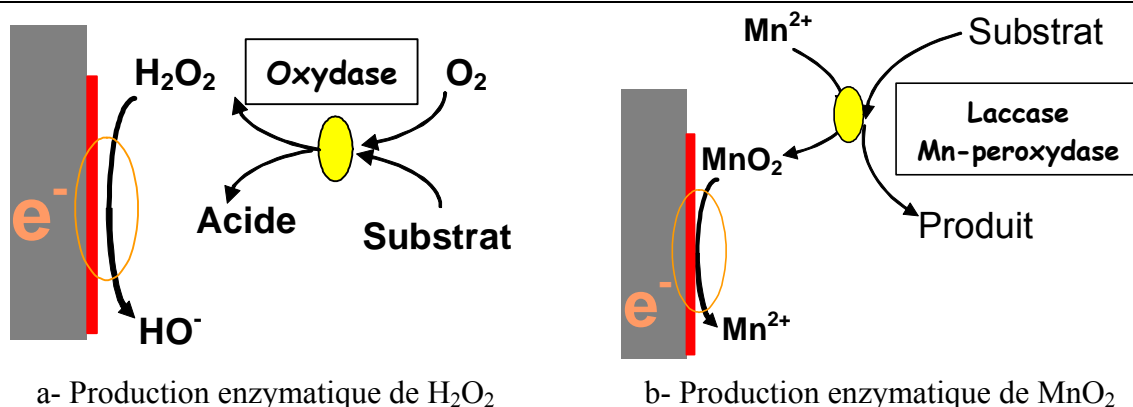 H₂O₂
Oxydase
O₂
e⁻
Acide
Substrat
HO⁻
a- Production enzymatique de H₂O₂
Mn²⁺
Substrat
Laccase
Mn-peroxydase
MnO₂
Produit
e⁻
Mn²⁺
b- Production enzymatique de MnO₂